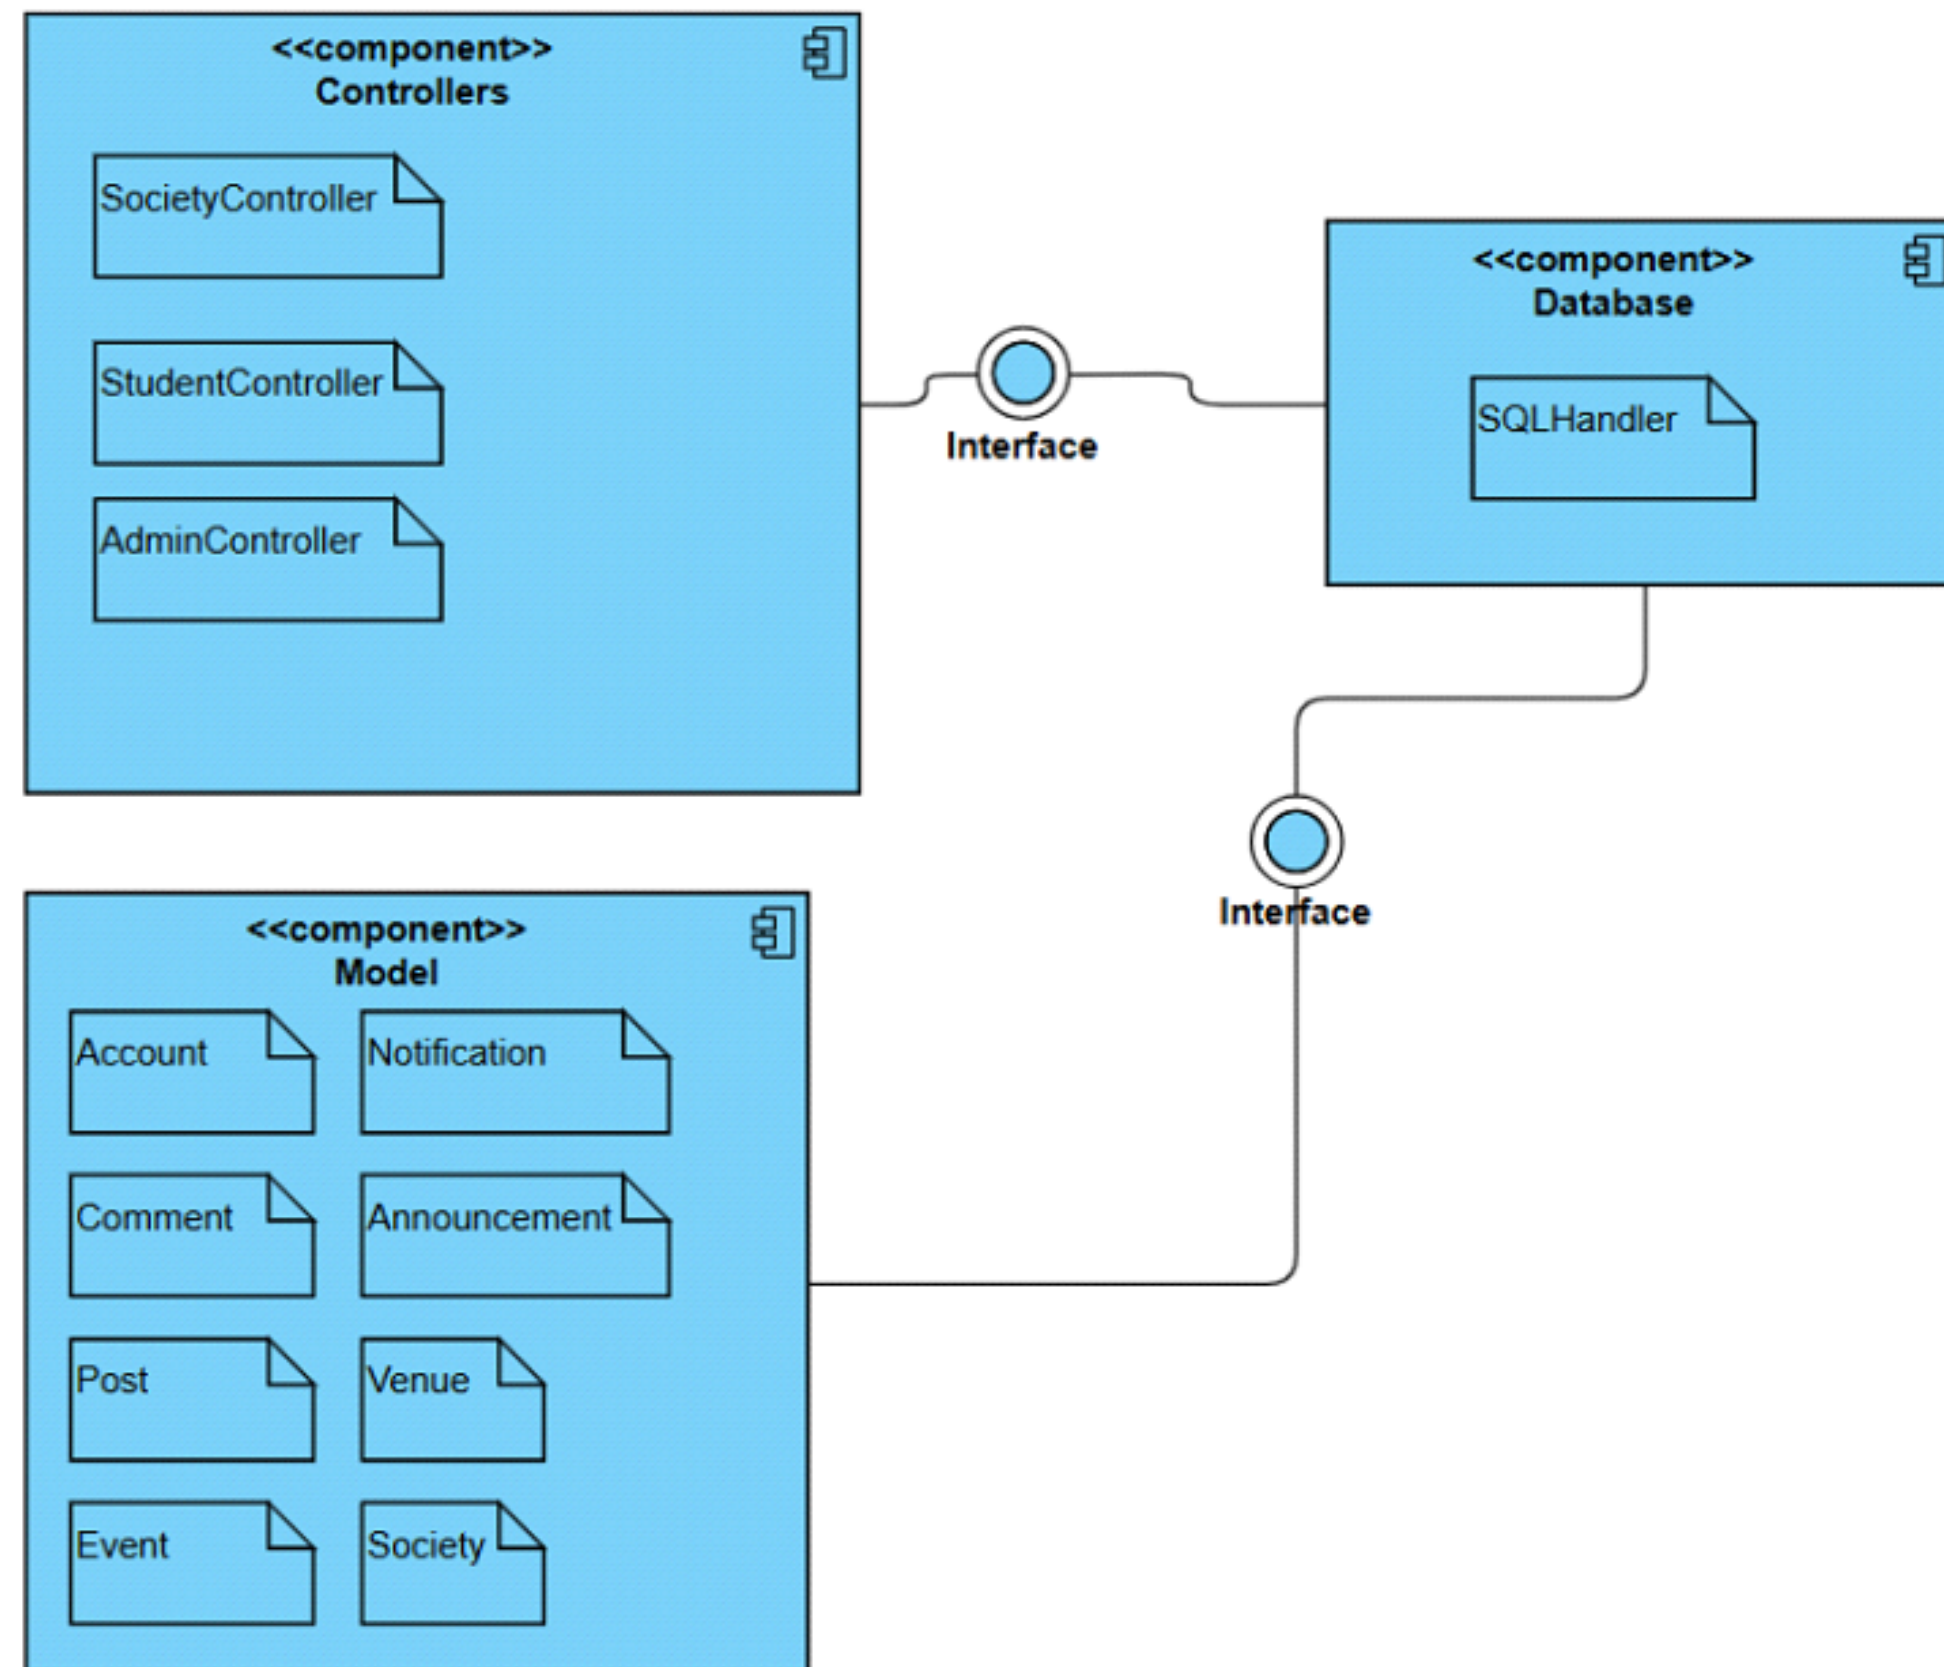 <<component>>
Controllers
SocietyController
StudentController
AdminController
Interface
<<component>>
Database
SQLHandler
Interface
<<component>>
Model
Account
Notification
Comment
Announcement
Post
Venue
Event
Society